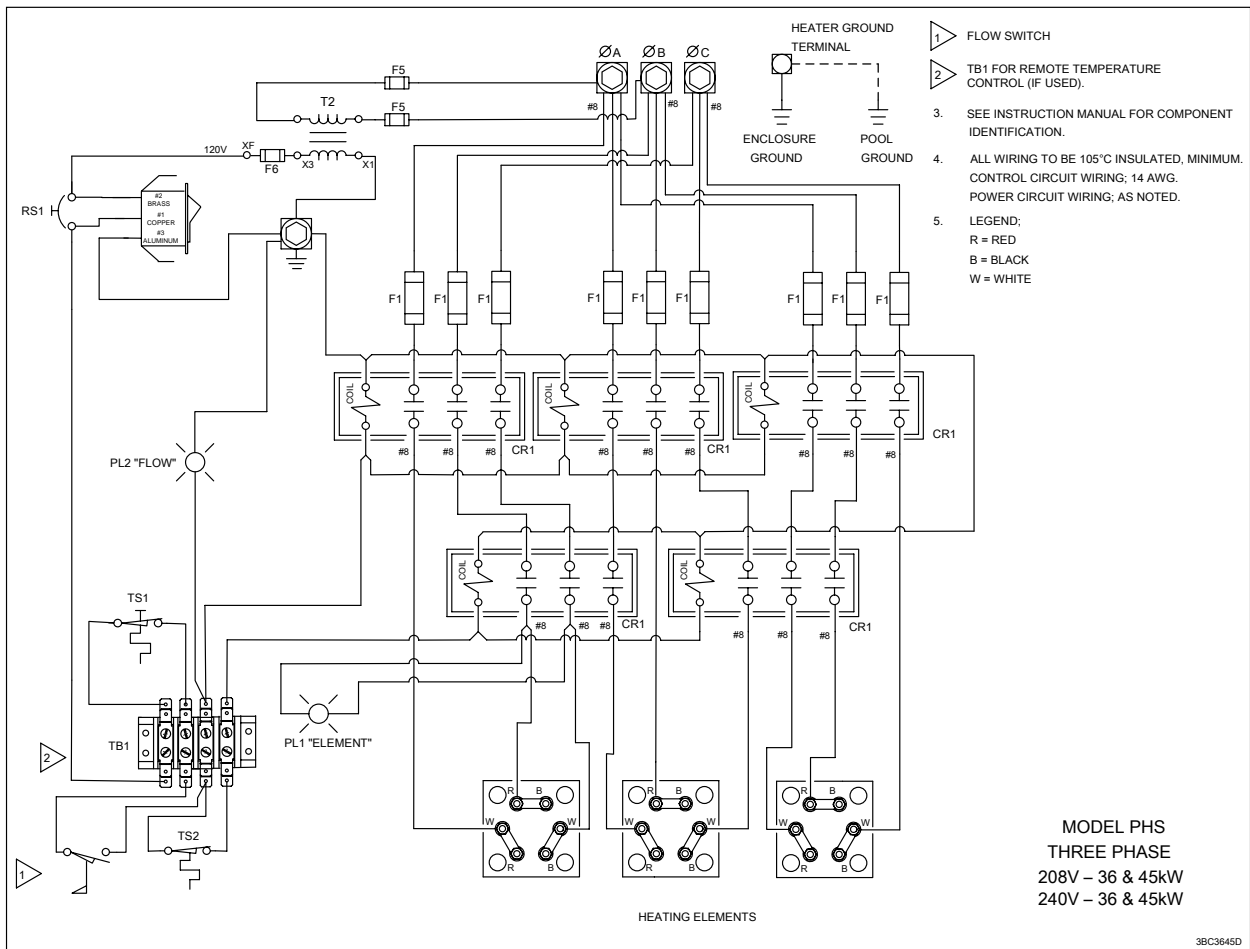 ØA
ØB
ØC
HEATER GROUND
TERMINAL
ENCLOSURE
GROUND
POOL
GROUND
1 FLOW SWITCH
2 TB1 FOR REMOTE TEMPERATURE
CONTROL (IF USED).
3. SEE INSTRUCTION MANUAL FOR COMPONENT
IDENTIFICATION.
4. ALL WIRING TO BE 105°C INSULATED, MINIMUM.
CONTROL CIRCUIT WIRING; 14 AWG.
POWER CIRCUIT WIRING; AS NOTED.
5. LEGEND;
R = RED
B = BLACK
W = WHITE
F5
T2
F5
#8
#8
#8
120V
XF
F6
X3
X1
RS1
#2
BRASS
#1
COPPER
#3
ALUMINUM
F1
F1
F1
F1
F1
F1
F1
F1
F1
COIL
COIL
COIL
CR1
CR1
CR1
#8
#8
#8
#8
#8
#8
#8
#8
#8
PL2 "FLOW"
COIL
COIL
CR1
CR1
#8
#8
#8
#8
#8
#8
TS1
TB1
2
PL1 "ELEMENT"
TS2
1
R
B
W
W
R
B
R
B
W
W
R
B
R
B
W
W
R
B
HEATING ELEMENTS
MODEL PHS
THREE PHASE
208V – 36 & 45kW
240V – 36 & 45kW
3BC3645D